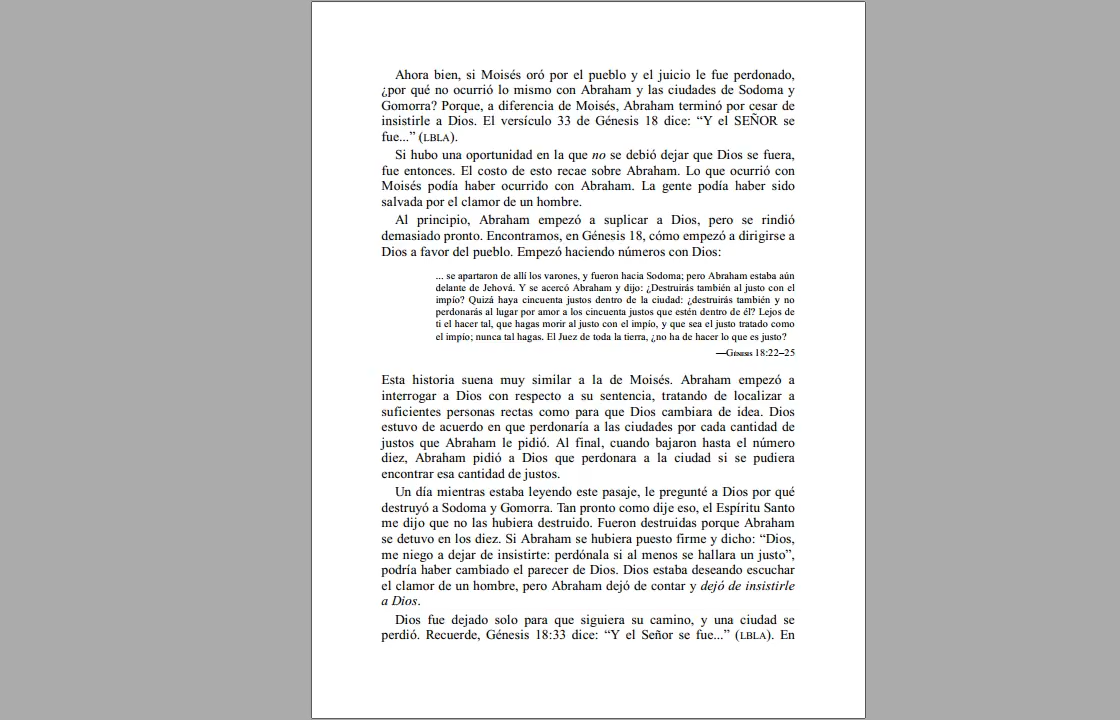 Ahora bien, si Moisés oró por el pueblo y el juicio le fue perdonado,
¿por qué no ocurrió lo mismo con Abraham y las ciudades de Sodoma y
Gomorra? Porque, a diferencia de Moisés, Abraham terminó por cesar de
insistirle a Dios. El versículo 33 de Génesis 18 dice: “Y el SEÑOR se
fue...” (LBLA).
Si hubo una oportunidad en la que no se debió dejar que Dios se fuera,
fue entonces. El costo de esto recae sobre Abraham. Lo que ocurrió con
Moisés podía haber ocurrido con Abraham. La gente podía haber sido
salvada por el clamor de un hombre.
Al principio, Abraham empezó a suplicar a Dios, pero se rindió
demasiado pronto. Encontramos, en Génesis 18, cómo empezó a dirigirse a
Dios a favor del pueblo. Empezó haciendo números con Dios:
... se apartaron de allí los varones, y fueron hacia Sodoma; pero Abraham estaba aún
delante de Jehová. Y se acercó Abraham y dijo: ¿Destruirás también al justo con el
impío? Quizá haya cincuenta justos dentro de la ciudad: ¿destruirás también y no
perdonarás al lugar por amor a los cincuenta justos que estén dentro de él? Lejos de
ti el hacer tal, que hagas morir al justo con el impío, y que sea el justo tratado como
el impío; nunca tal hagas. El Juez de toda la tierra, ¿no ha de hacer lo que es justo?
—Génesis 18:22–25
Esta historia suena muy similar a la de Moisés. Abraham empezó a
interrogar a Dios con respecto a su sentencia, tratando de localizar a
suficientes personas rectas como para que Dios cambiara de idea. Dios
estuvo de acuerdo en que perdonaría a las ciudades por cada cantidad de
justos que Abraham le pidió. Al final, cuando bajaron hasta el número
diez, Abraham pidió a Dios que perdonara a la ciudad si se pudiera
encontrar esa cantidad de justos.
Un día mientras estaba leyendo este pasaje, le pregunté a Dios por qué
destruyó a Sodoma y Gomorra. Tan pronto como dije eso, el Espíritu Santo
me dijo que no las hubiera destruido. Fueron destruidas porque Abraham
se detuvo en los diez. Si Abraham se hubiera puesto firme y dicho: “Dios,
me niego a dejar de insistirte: perdónala si al menos se hallara un justo”,
podría haber cambiado el parecer de Dios. Dios estaba deseando escuchar
el clamor de un hombre, pero Abraham dejó de contar y dejó de insistirle
a Dios.
Dios fue dejado solo para que siguiera su camino, y una ciudad se
perdió. Recuerde, Génesis 18:33 dice: “Y el Señor se fue...” (LBLA). En